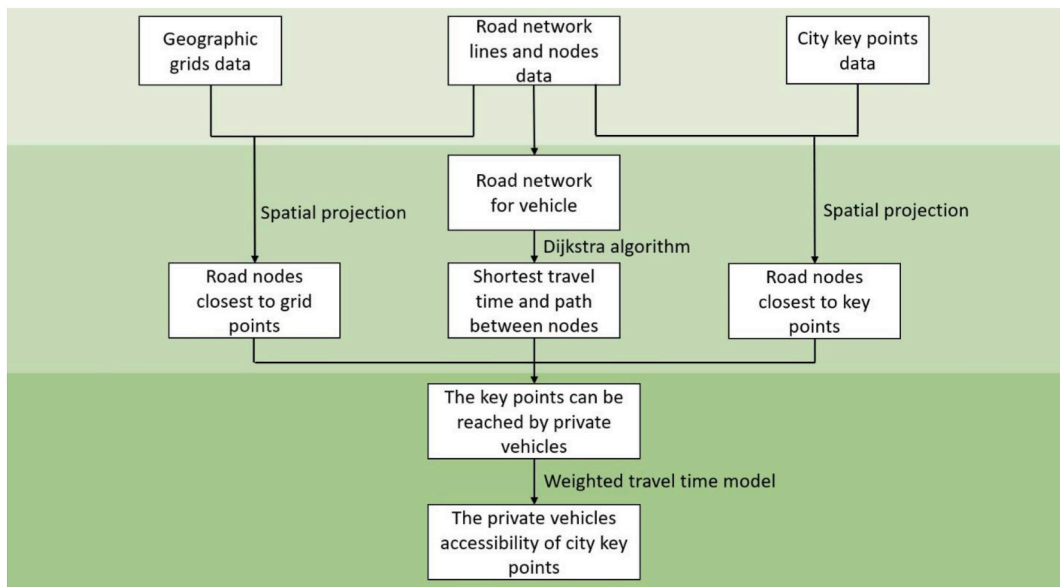 Geographic
grids data
Road network
lines and nodes
data
City key points
data
Road network
for vehicle
Spatial projection
Spatial projection
Dijkstra algorithm
Road nodes
closest to grid
points
Shortest travel
time and path
between nodes
Road nodes
closest to key
points
The key points can be
reached by private
vehicles
Weighted travel time model
The private vehicles
accessibility of city key
points